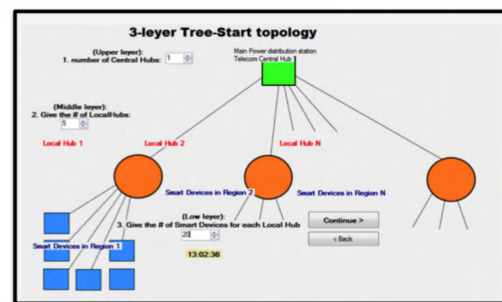 3-leyer Tree-Start topology
(Upper leyer):
1. number of Central Hubs: 1
Main Power distribution station
Telecom Central Hub
(Middle leyer):
2. Give the # of LocalHubs:
5
Local Hub 1
Local Hub 2
Local Hub N
Smart Devices in Region 2
Smart Devices in Region N
(Low leyer):
3. Give the # of Smart Devices for each Local Hub
20
Continue >
< Back
Smart Devices in Region 1
13:02:36